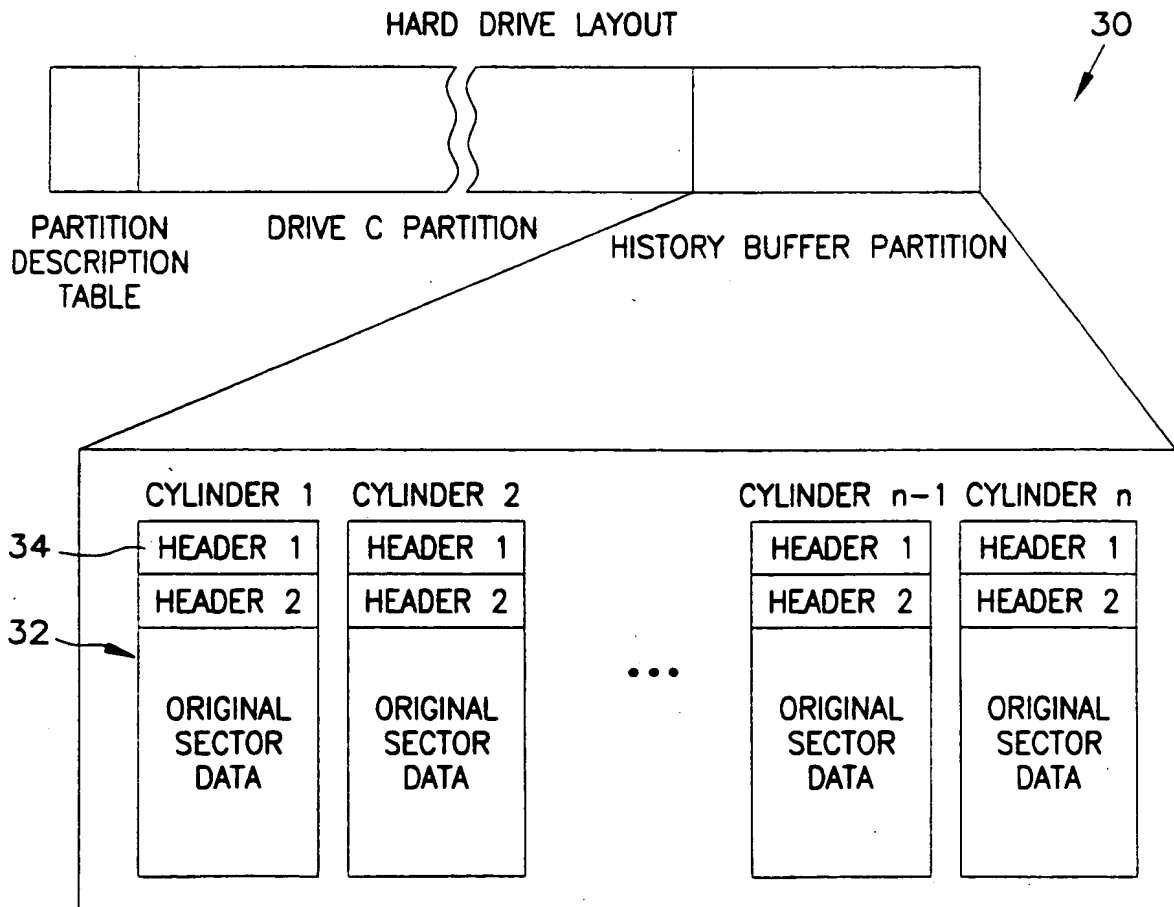 HARD DRIVE LAYOUT
30
PARTITION
DESCRIPTION
TABLE
DRIVE C PARTITION
HISTORY BUFFER PARTITION
CYLINDER 1
CYLINDER 2
CYLINDER n-1
CYLINDER n
34
HEADER 1
HEADER 1
HEADER 1
HEADER 1
HEADER 2
HEADER 2
HEADER 2
HEADER 2
32
ORIGINAL
SECTOR
DATA
ORIGINAL
SECTOR
DATA
•••
ORIGINAL
SECTOR
DATA
ORIGINAL
SECTOR
DATA